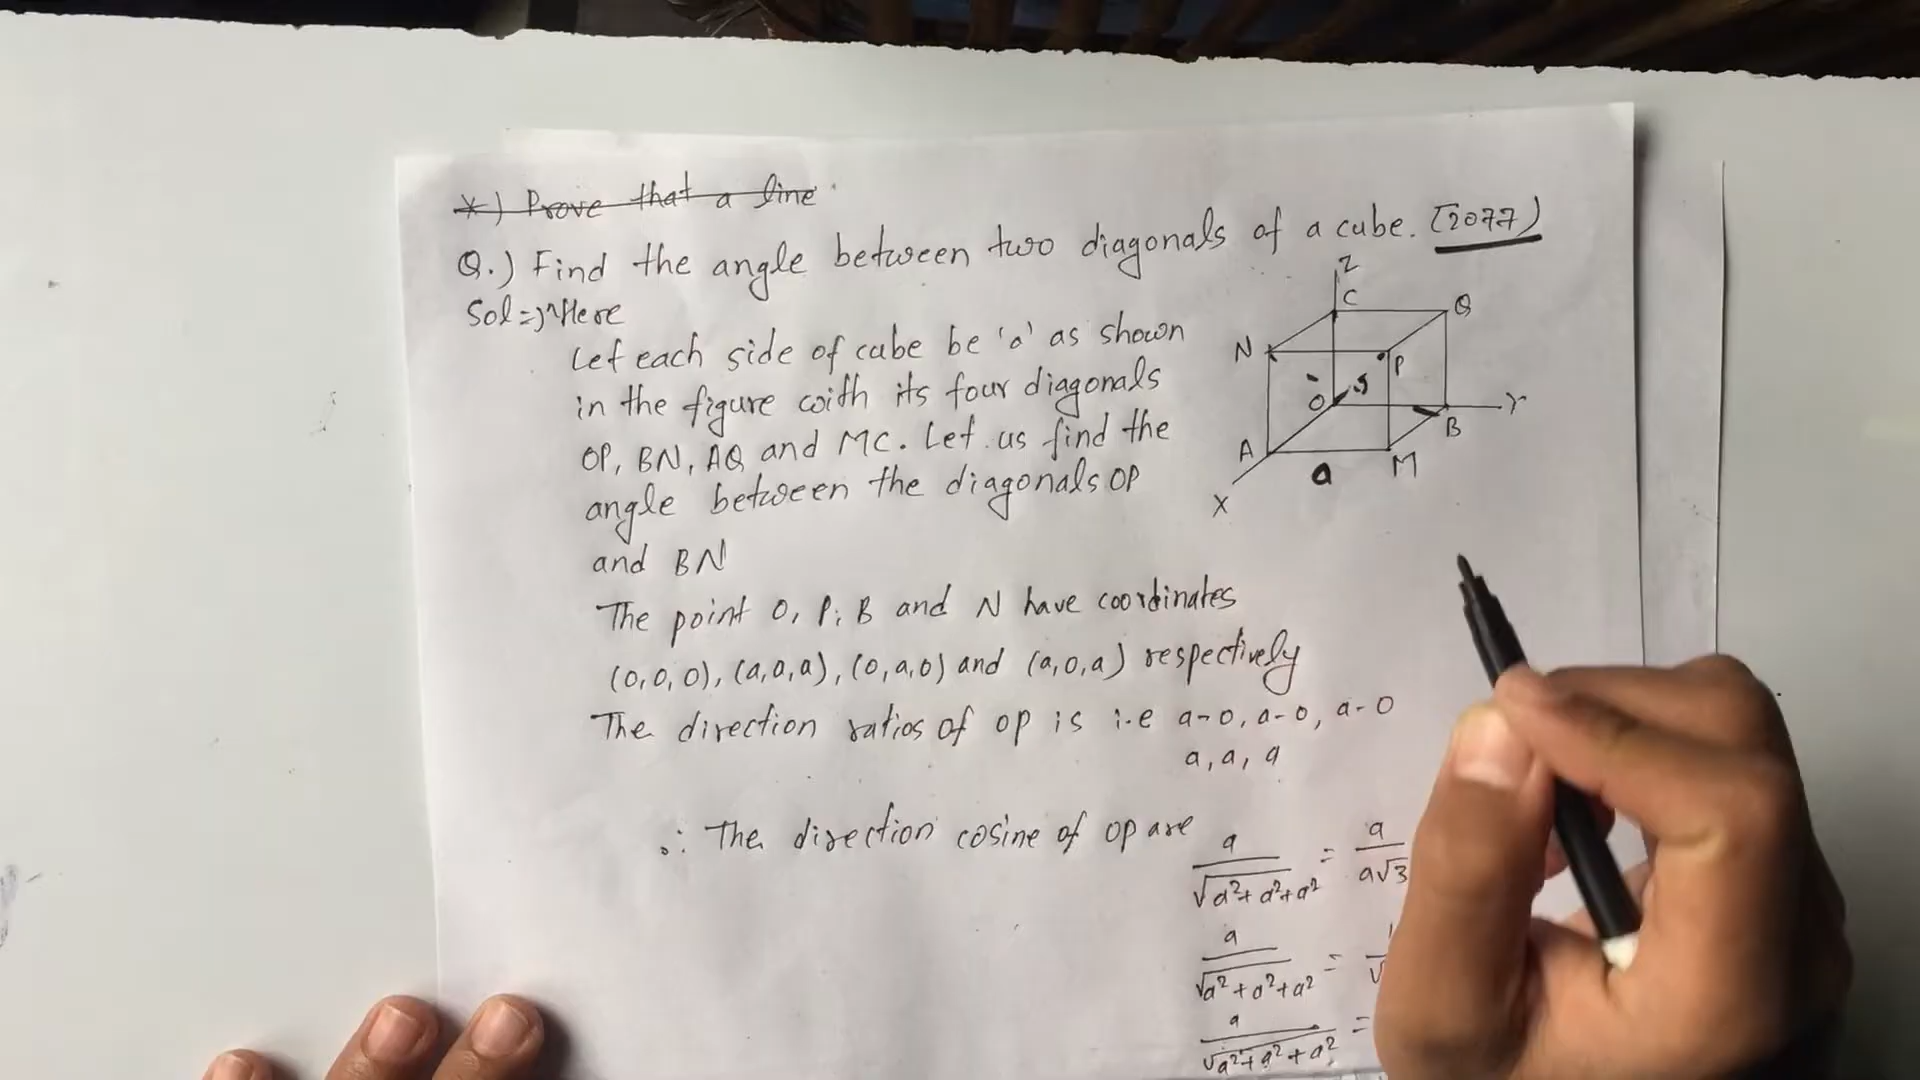 *) Prove that a line
Q.) Find the angle between two diagonals of a cube. [2077)
Sol=)ⁿHere
Let each side of cube be 'a' as shown
in the figure with its four diagonals
OP, BN, AQ and MC. Let us find the
angle between the diagonals OP
and BN
The point O, P, B and N have coordinates
(0,0,0), (a,a,a), (0,a,0) and (a,0,a) respectively
The direction ratios of op is i.e a-0, a-0, a-0
a, a, a
∴ The direction cosine of op are
a/√a²+a²+a² = a/a√3
a/√a²+a²+a² =
a/√a²+a²+a² =
Z
C
Q
N
P
O
Y
B
A
a
M
X